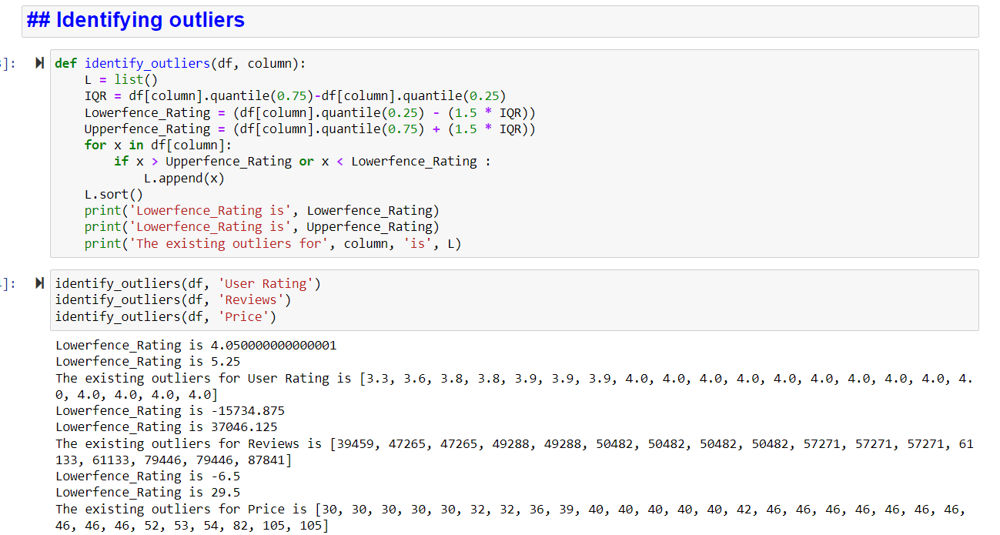 ## Identifying outliers
]:
def identify_outliers(df, column):
    L = list()
    IQR = df[column].quantile(0.75)-df[column].quantile(0.25)
    Lowerfence_Rating = (df[column].quantile(0.25) - (1.5 * IQR))
    Upperfence_Rating = (df[column].quantile(0.75) + (1.5 * IQR))
    for x in df[column]:
        if x > Upperfence_Rating or x < Lowerfence_Rating :
            L.append(x)
    L.sort()
    print('Lowerfence_Rating is', Lowerfence_Rating)
    print('Lowerfence_Rating is', Upperfence_Rating)
    print('The existing outliers for', column, 'is', L)
]:
identify_outliers(df, 'User Rating')
identify_outliers(df, 'Reviews')
identify_outliers(df, 'Price')
Lowerfence_Rating is 4.050000000000001
Lowerfence_Rating is 5.25
The existing outliers for User Rating is [3.3, 3.6, 3.8, 3.8, 3.9, 3.9, 3.9, 4.0, 4.0, 4.0, 4.0, 4.0, 4.0, 4.0, 4.0, 4.0, 4.
0, 4.0, 4.0, 4.0, 4.0]
Lowerfence_Rating is -15734.875
Lowerfence_Rating is 37046.125
The existing outliers for Reviews is [39459, 47265, 47265, 49288, 49288, 50482, 50482, 50482, 50482, 57271, 57271, 57271, 61
133, 61133, 79446, 79446, 87841]
Lowerfence_Rating is -6.5
Lowerfence_Rating is 29.5
The existing outliers for Price is [30, 30, 30, 30, 30, 32, 32, 36, 39, 40, 40, 40, 40, 40, 42, 46, 46, 46, 46, 46, 46, 46,
46, 46, 46, 52, 53, 54, 82, 105, 105]